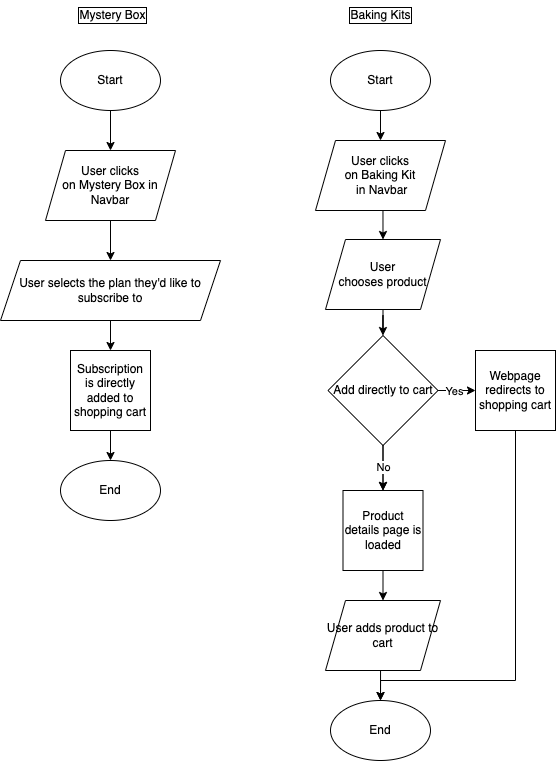 Mystery Box
Start
User clicks
on Mystery Box in
Navbar
User selects the plan they'd like to
subscribe to
Subscription
is directly
added to
shopping cart
End
Baking Kits
Start
User clicks
on Baking Kit
in Navbar
User
chooses product
Add directly to cart
Yes
Webpage
redirects to
shopping cart
No
Product
details page is
loaded
User adds product to
cart
End